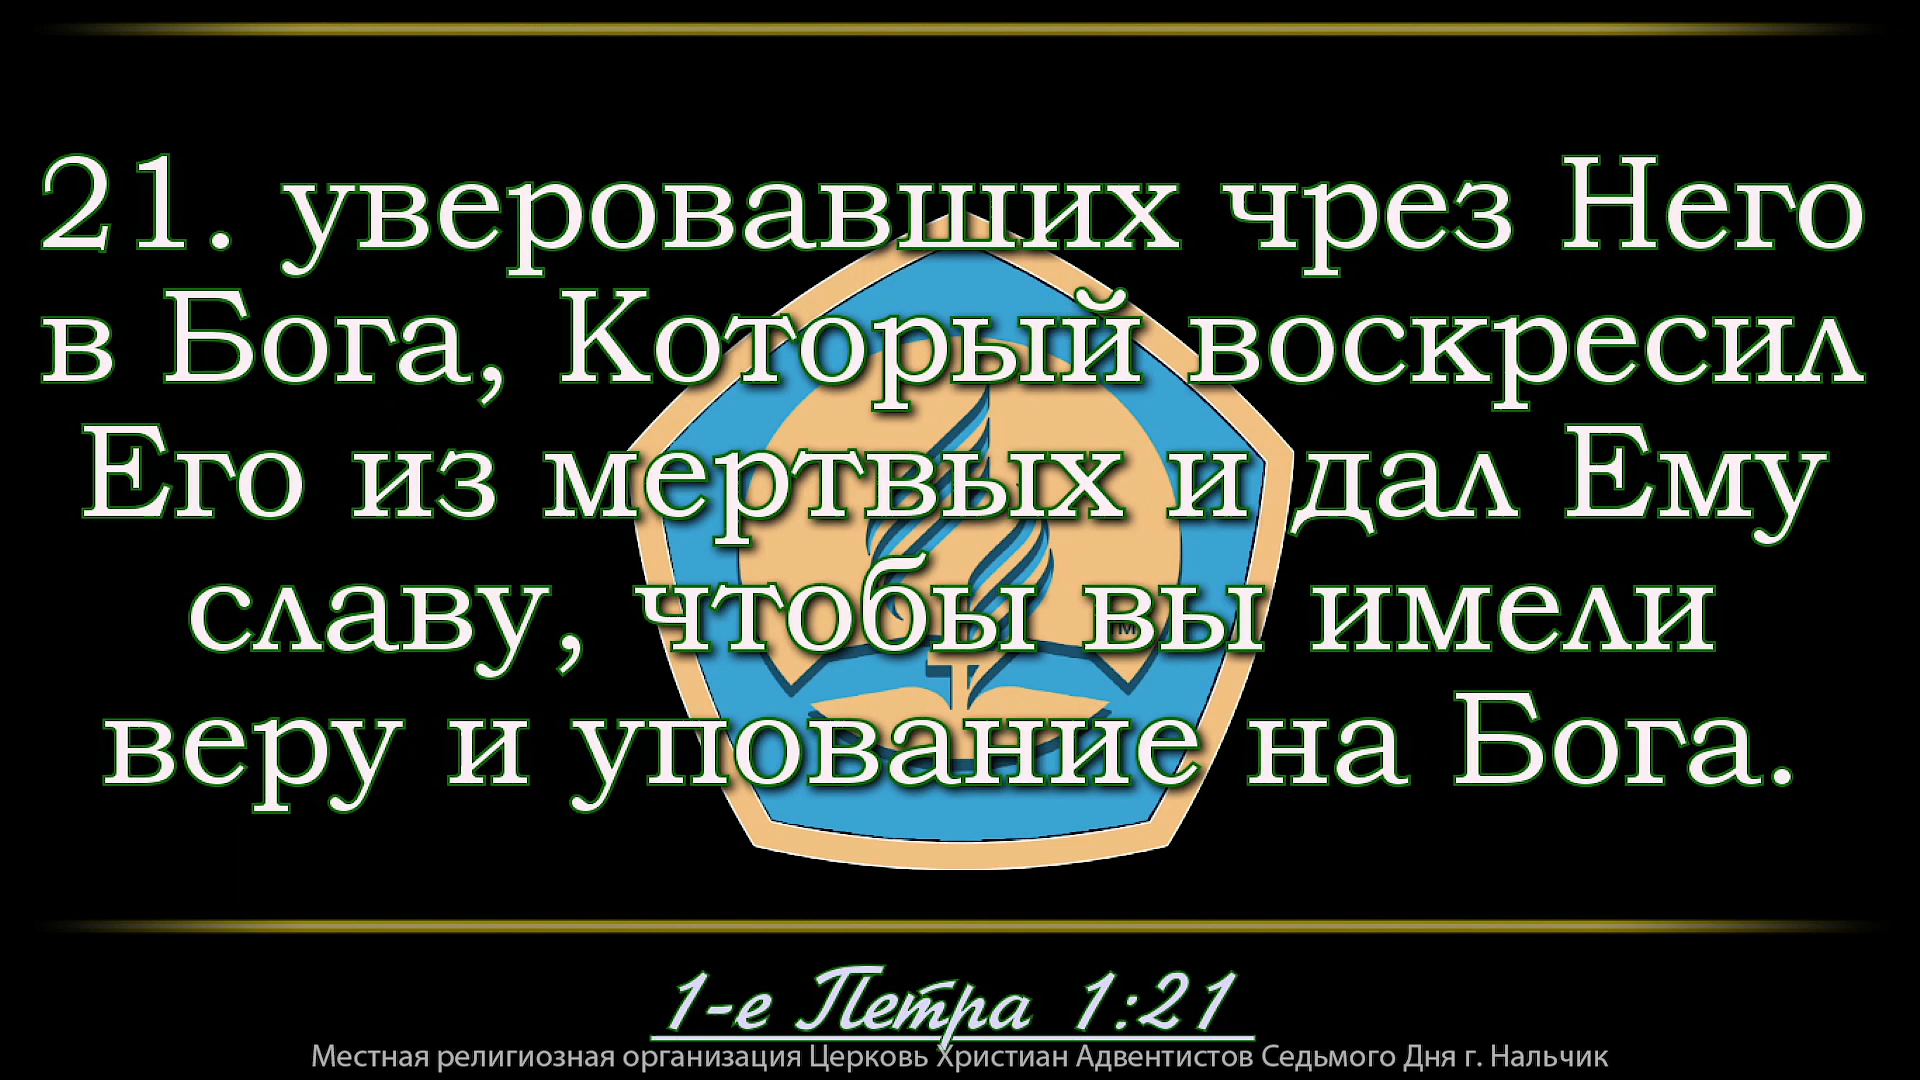 21. уверовавших чрез Него
в Бога, Который воскресил
Его из мертвых и дал Ему
славу, чтобы вы имели
веру и упование на Бога.
TM
1-е Петра 1:21
Местная религиозная организация Церковь Христиан Адвентистов Седьмого Дня г. Нальчик